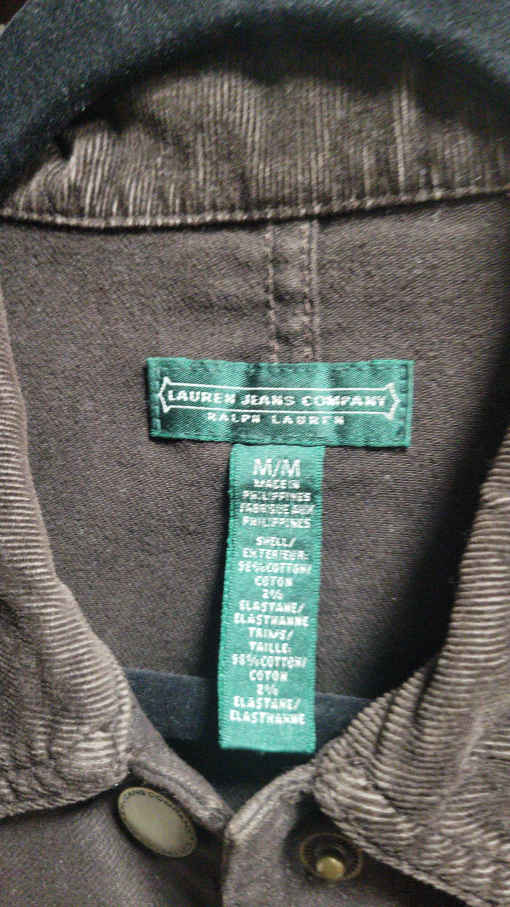 LAUREN JEANS COMPANY
RALPH LAUREN
M/M
MADE IN
PHILIPPINES
FABRIQUE AUX
PHILIPPINES
SHELL/
EXTERIEUR:
98%COTTON/
COTON
2%
ELASTANE/
ELASTHANNE
TRIMS/
TAILLE:
98%COTTON/
COTON
2%
ELASTANE/
ELASTHANNE